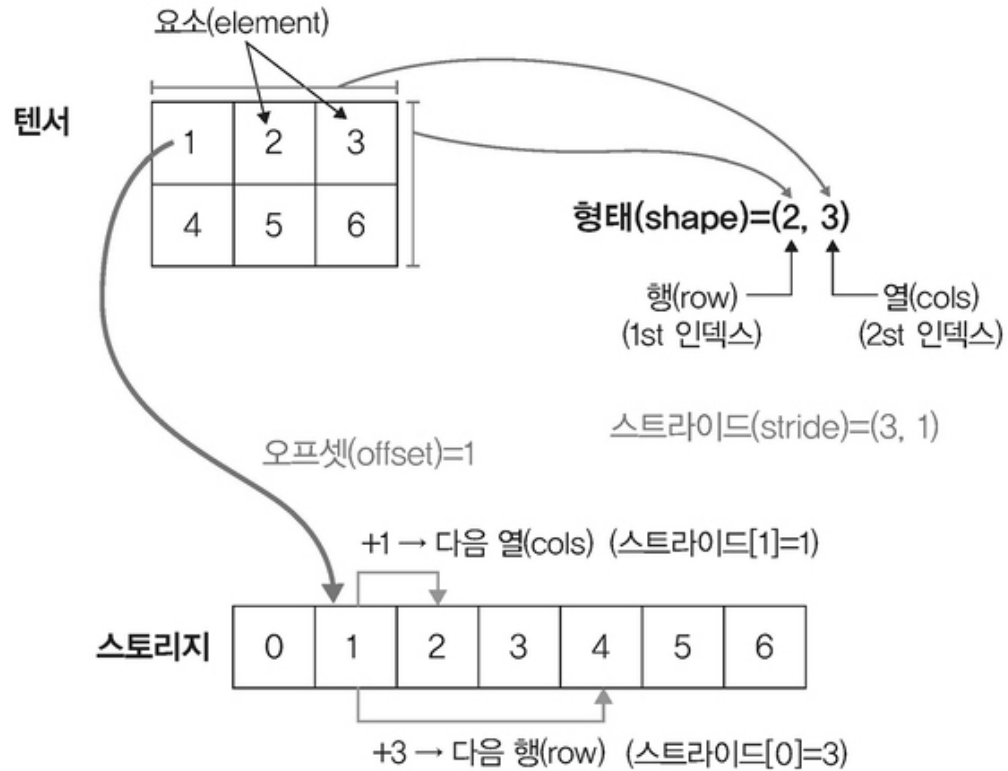 요소(element)
텐서
1 2 3
4 5 6
형태(shape)=(2, 3)
행(row)
(1st 인덱스)
열(cols)
(2st 인덱스)
스트라이드(stride)=(3, 1)
오프셋(offset)=1
+1 → 다음 열(cols) (스트라이드[1]=1)
스토리지 0 1 2 3 4 5 6
+3 → 다음 행(row) (스트라이드[0]=3)